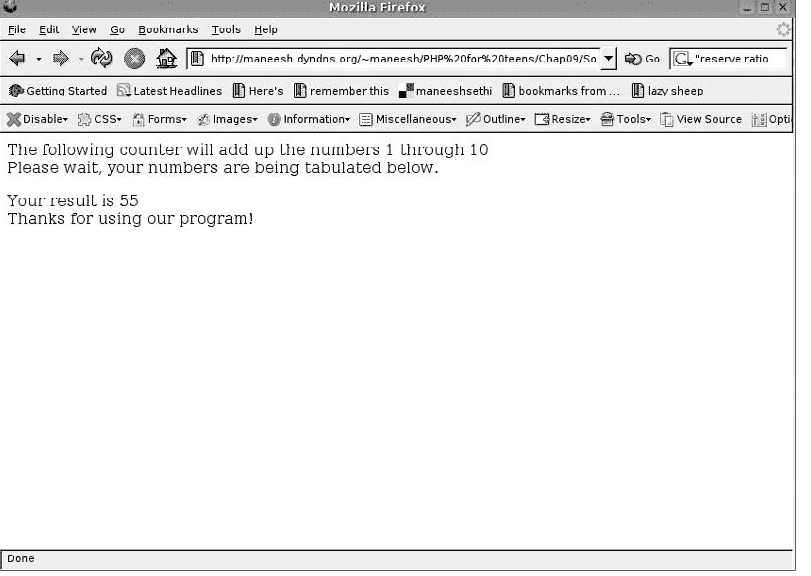 Mozilla Firefox
File Edit View Go Bookmarks Tools Help
http://maneesh.dyndns.org/~maneesh/PHP%20for%20teens/Chap09/So Go "reserve ratio
Getting Started Latest Headlines Here's remember this maneeshsethi bookmarks from ... lazy sheep
Disable CSS Forms Images Information Miscellaneous Outline Resize Tools View Source Opti
The following counter will add up the numbers 1 through 10
Please wait, your numbers are being tabulated below.
Your result is 55
Thanks for using our program!
Done